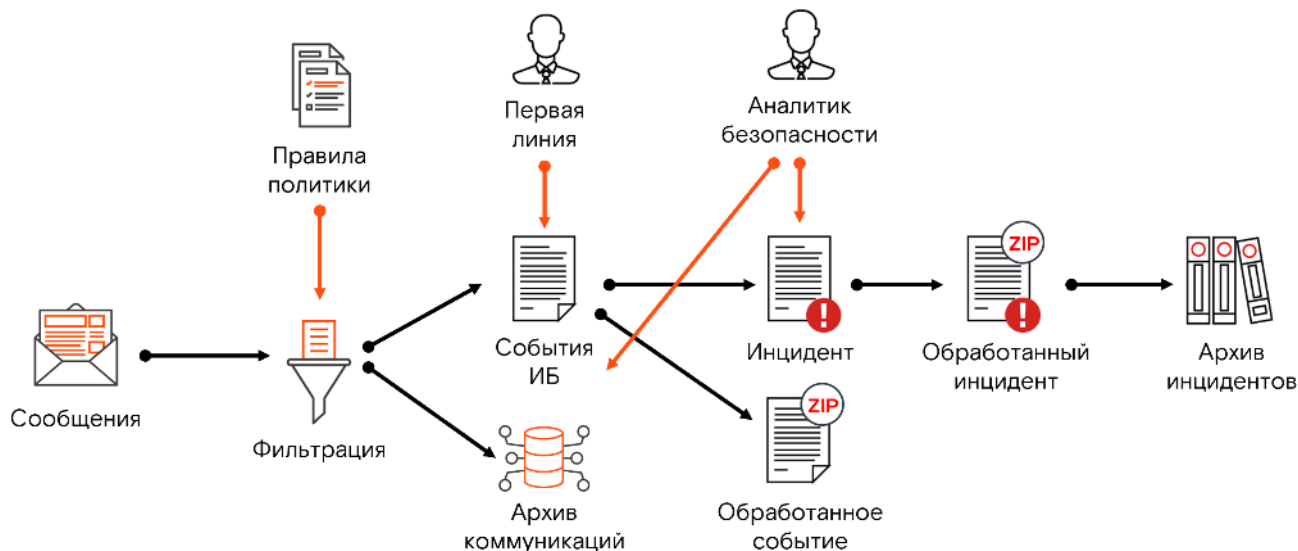 Правила
политики
Первая
линия
Аналитик
безопасности
Сообщения
Фильтрация
События
ИБ
Инцидент
ZIP
Обработанный
инцидент
Архив
инцидентов
Архив
коммуникаций
ZIP
Обработанное
событие